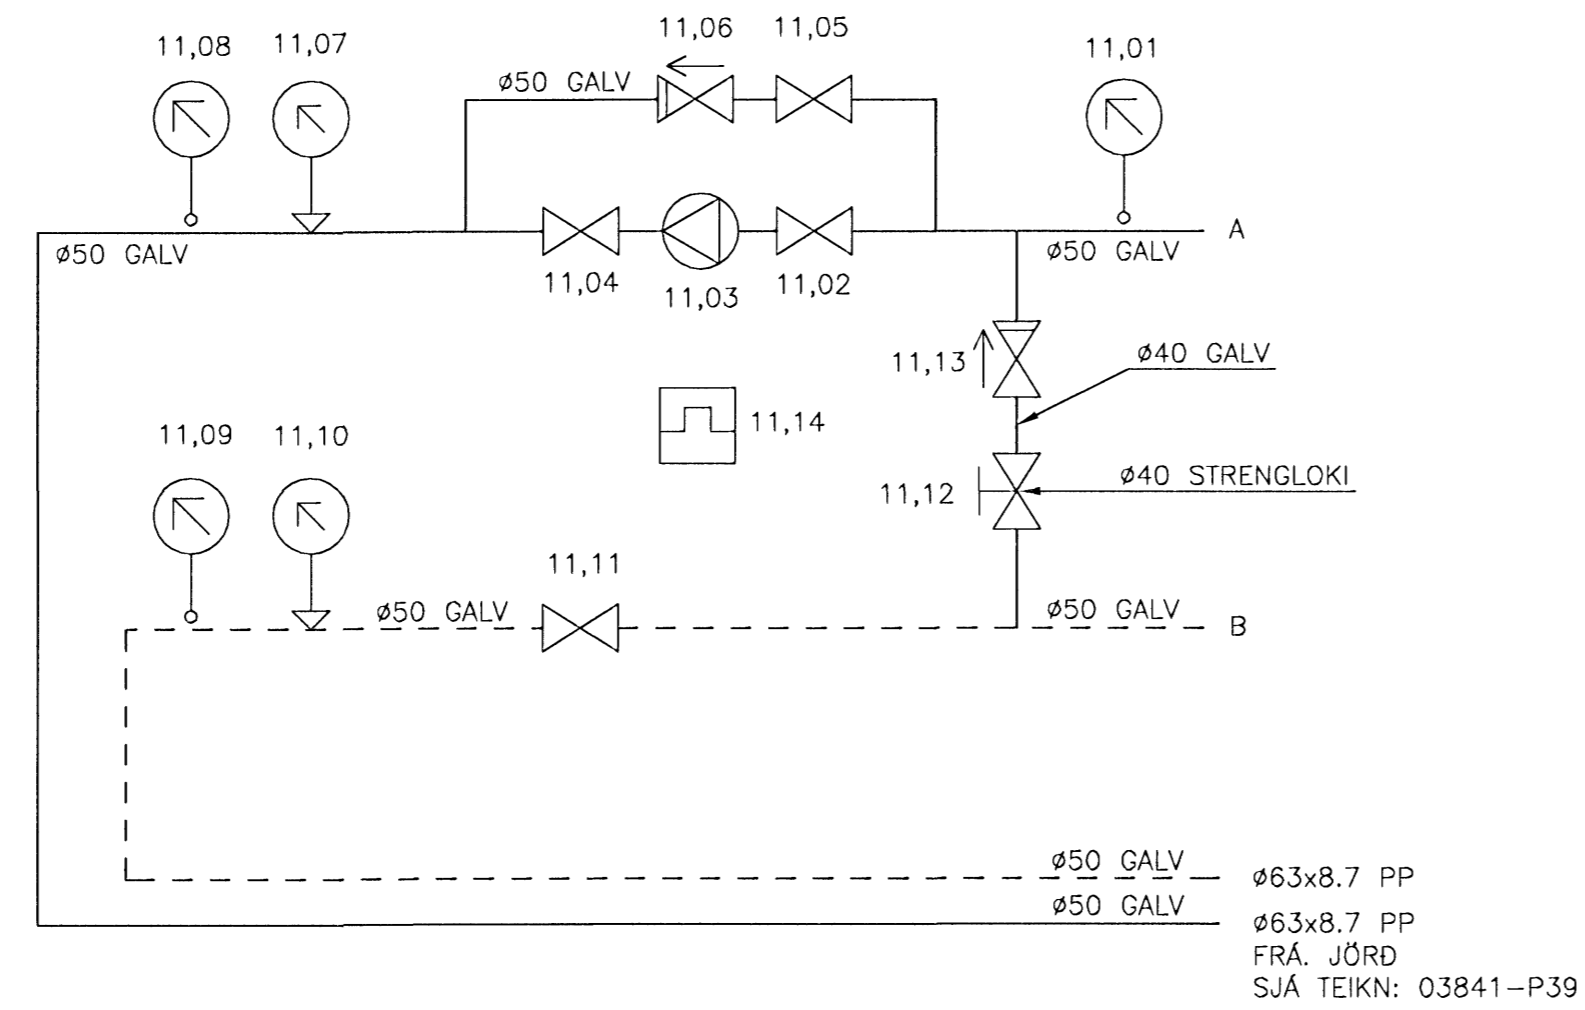 11,08
11,07
11,06
11,05
11,01
Ø50 GALV
Ø50 GALV
11,04
11,03
11,02
Ø50 GALV
A
11,13
Ø40 GALV
11,14
11,09
11,10
11,12
Ø40 STRENGLOKI
11,11
Ø50 GALV
Ø50 GALV
B
Ø50 GALV
Ø63x8.7 PP
Ø50 GALV
Ø63x8.7 PP
FRÁ. JÖRÐ
SJÁ TEIKN: 03841-P39